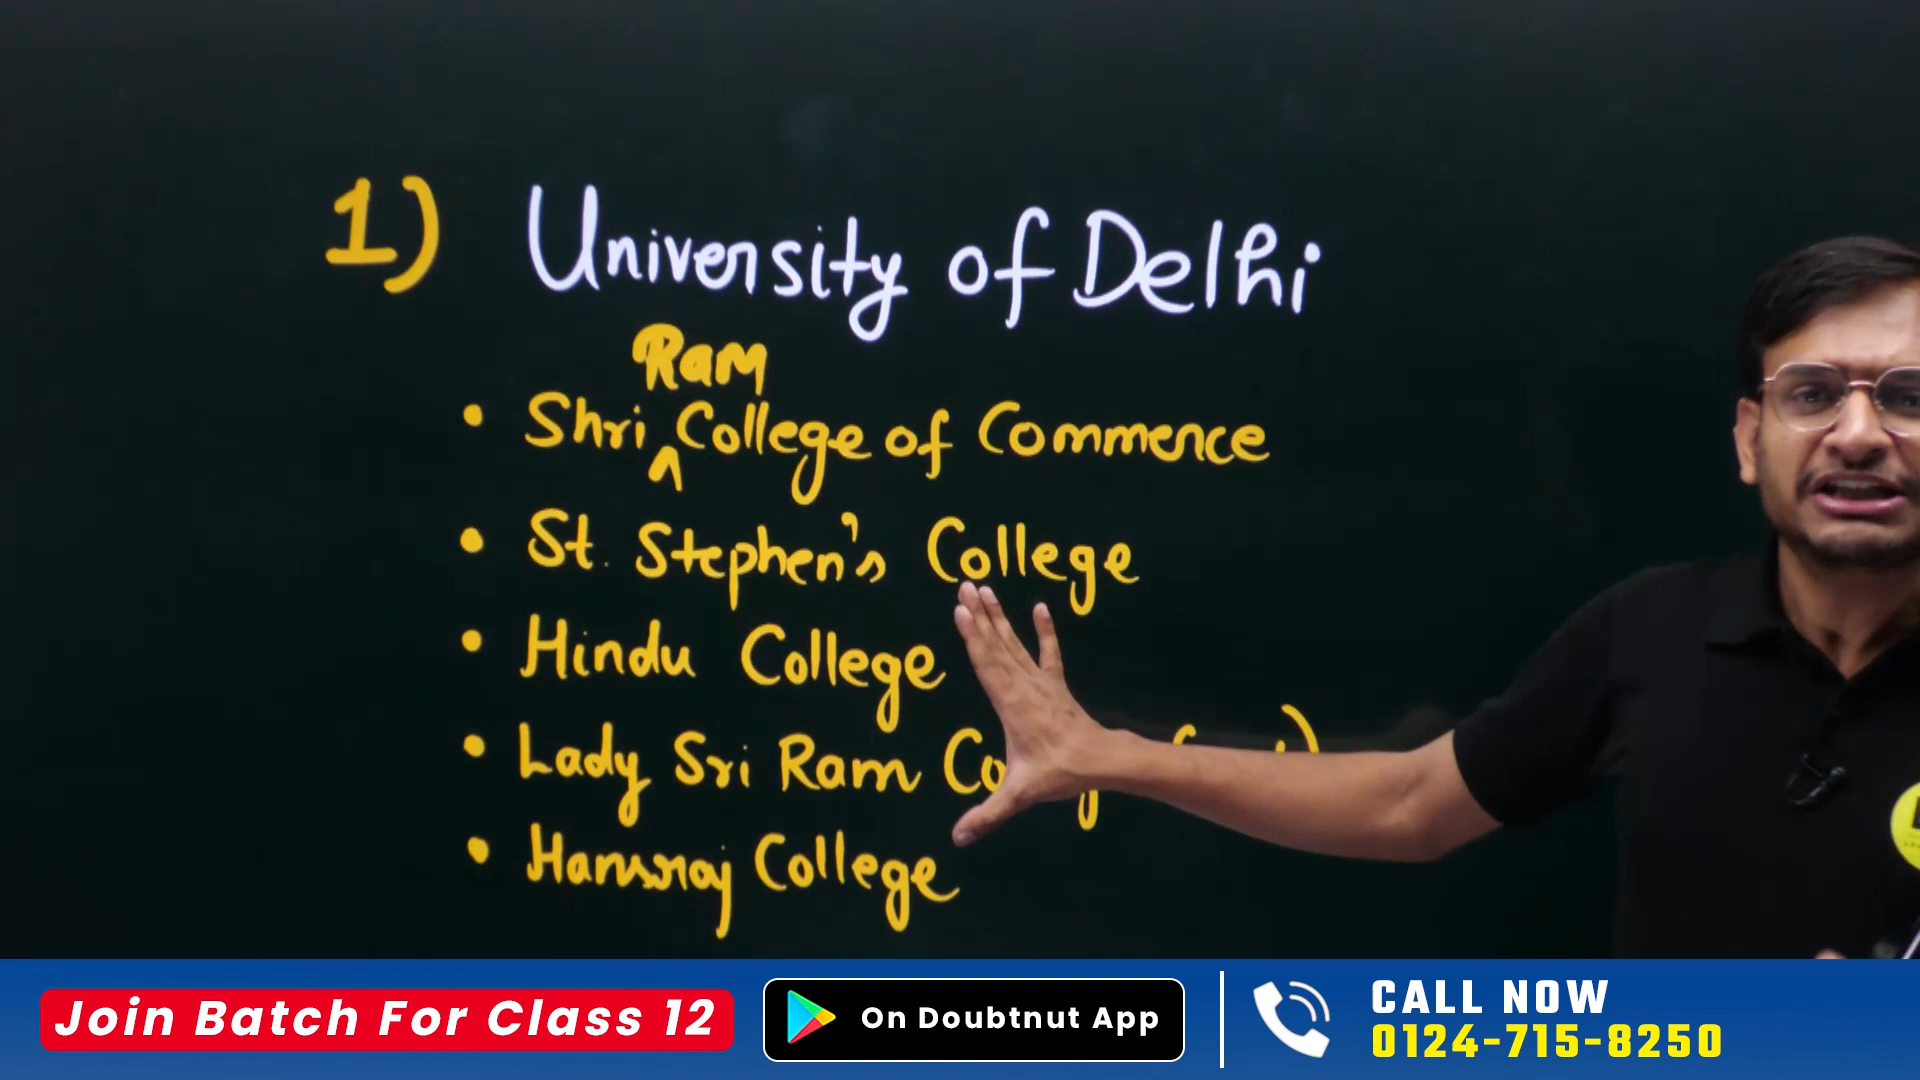 1) University of Delhi
Ram
• Shri ^ College of Commerce
• St. Stephen's College
• Hindu College
• Lady Sri Ram
• Hansraj College
Join Batch For Class 12
On Doubtnut App
CALL NOW
0124-715-8250